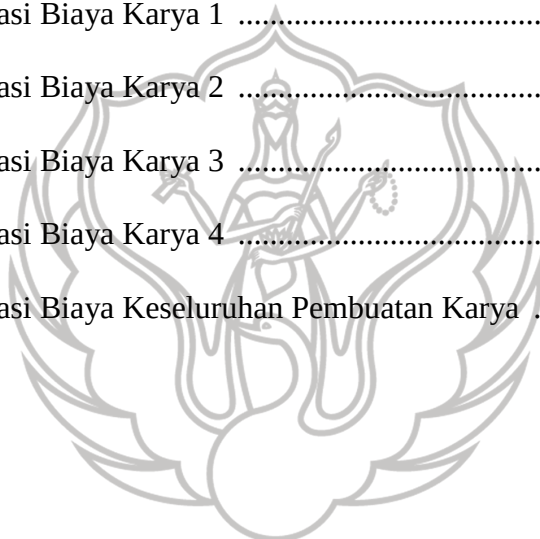 asi Biaya Karya 1 ......................................
asi Biaya Karya 2 ......................................
asi Biaya Karya 3 ......................................
asi Biaya Karya 4 ......................................
asi Biaya Keseluruhan Pembuatan Karya .